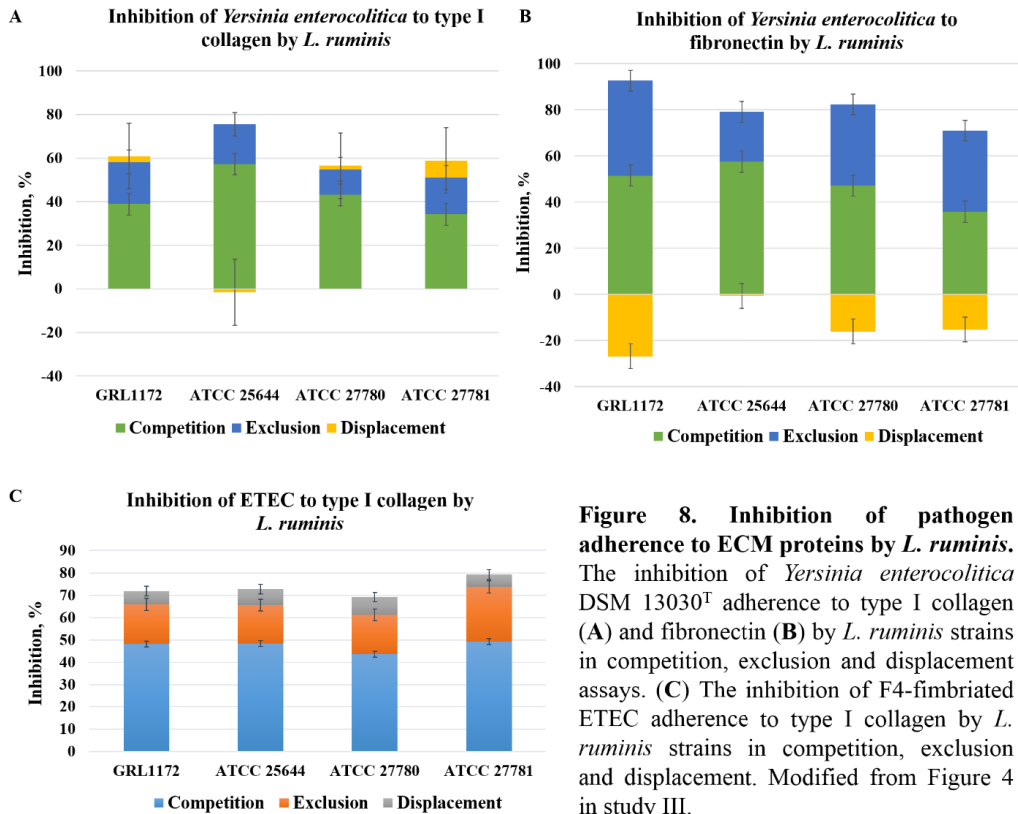 A
Inhibition of Yersinia enterocolitica to type I
collagen by L. ruminis
Inhibition, %
100
80
60
40
20
0
-20
-40
GRL1172 ATCC 25644 ATCC 27780 ATCC 27781
Competition Exclusion Displacement
B
Inhibition of Yersinia enterocolitica to
fibronectin by L. ruminis
Inhibition, %
100
80
60
40
20
0
-20
-40
GRL1172 ATCC 25644 ATCC 27780 ATCC 27781
Competition Exclusion Displacement
C
Inhibition of ETEC to type I collagen by
L. ruminis
Inhibition, %
90
80
70
60
50
40
30
20
10
0
GRL1172 ATCC 25644 ATCC 27780 ATCC 27781
Competition Exclusion Displacement
Figure 8. Inhibition of pathogen
adherence to ECM proteins by L. ruminis.
The inhibition of Yersinia enterocolitica
DSM 13030ᵀ adherence to type I collagen
(A) and fibronectin (B) by L. ruminis strains
in competition, exclusion and displacement
assays. (C) The inhibition of F4-fimbriated
ETEC adherence to type I collagen by L.
ruminis strains in competition, exclusion
and displacement. Modified from Figure 4
in study III.